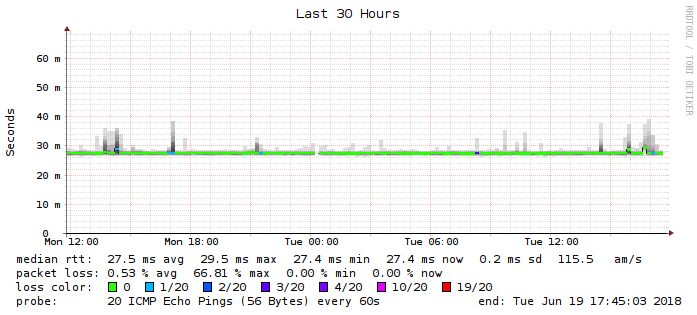 Last 30 Hours
RRDTOOL / TOBI OETIKER
Seconds
60 m
50 m
40 m
30 m
20 m
10 m
0
Mon 12:00 Mon 18:00 Tue 00:00 Tue 06:00 Tue 12:00
median rtt: 27.5 ms avg 29.5 ms max 27.4 ms min 27.4 ms now 0.2 ms sd 115.5 am/s
packet loss: 0.53 % avg 66.81 % max 0.00 % min 0.00 % now
loss color: 0 1/20 2/20 3/20 4/20 10/20 19/20
probe: 20 ICMP Echo Pings (56 Bytes) every 60s end: Tue Jun 19 17:45:03 2018